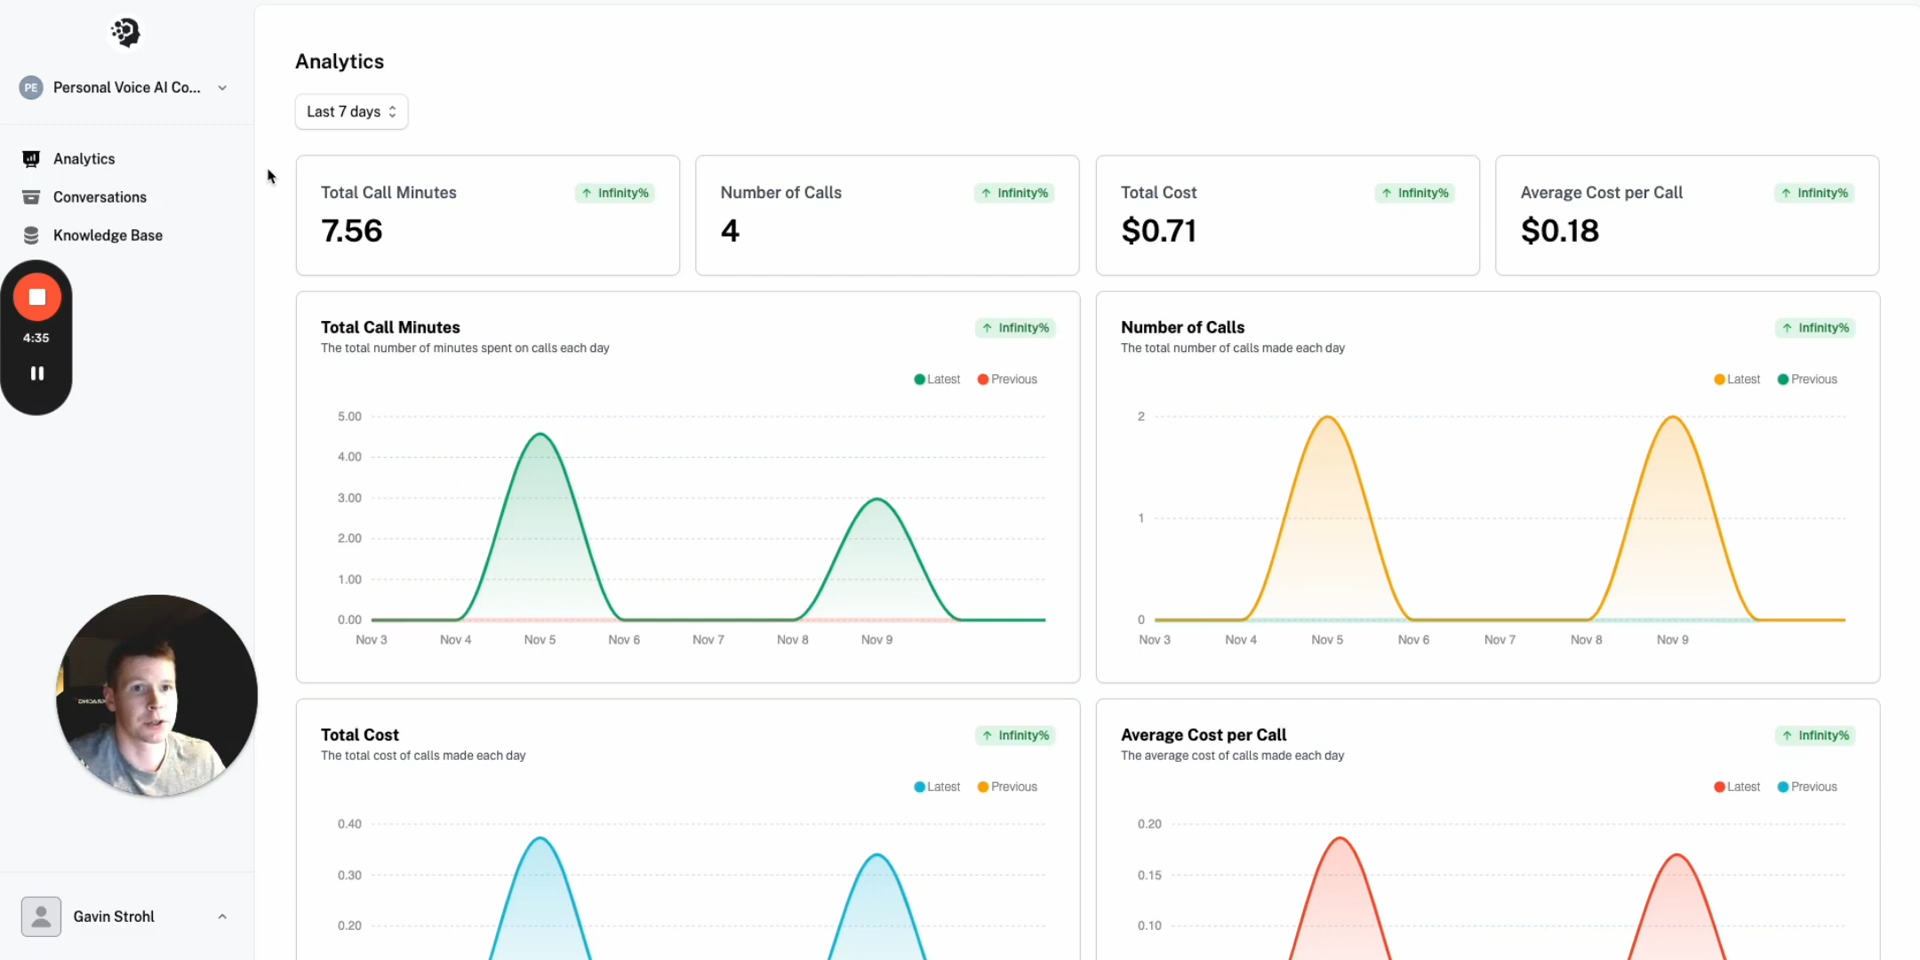 Analytics
PE Personal Voice AI Co...
Last 7 days
Analytics
Conversations
Knowledge Base
4:35
Total Call Minutes
Infinity%
7.56
Number of Calls
Infinity%
4
Total Cost
Infinity%
$0.71
Average Cost per Call
Infinity%
$0.18
Total Call Minutes
Infinity%
The total number of minutes spent on calls each day
Latest Previous
5.00
4.00
3.00
2.00
1.00
0.00
Nov 3 Nov 4 Nov 5 Nov 6 Nov 7 Nov 8 Nov 9
Number of Calls
Infinity%
The total number of calls made each day
Latest Previous
2
1
0
Nov 3 Nov 4 Nov 5 Nov 6 Nov 7 Nov 8 Nov 9
Total Cost
Infinity%
The total cost of calls made each day
Latest Previous
0.40
0.30
0.20
Average Cost per Call
Infinity%
The average cost of calls made each day
Latest Previous
0.20
0.15
0.10
Gavin Strohl